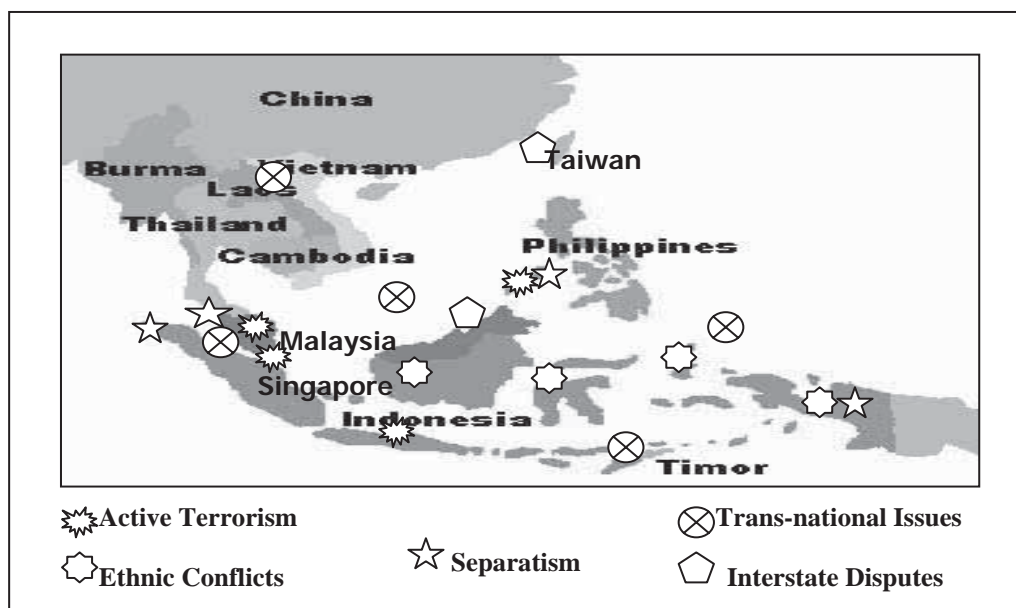 China
Taiwan
Burma
Vietnam
Laos
Thailand
Philippines
Cambodia
Malaysia
Singapore
Indonesia
Timor
Active Terrorism
Trans-national Issues
Separatism
Ethnic Conflicts
Interstate Disputes